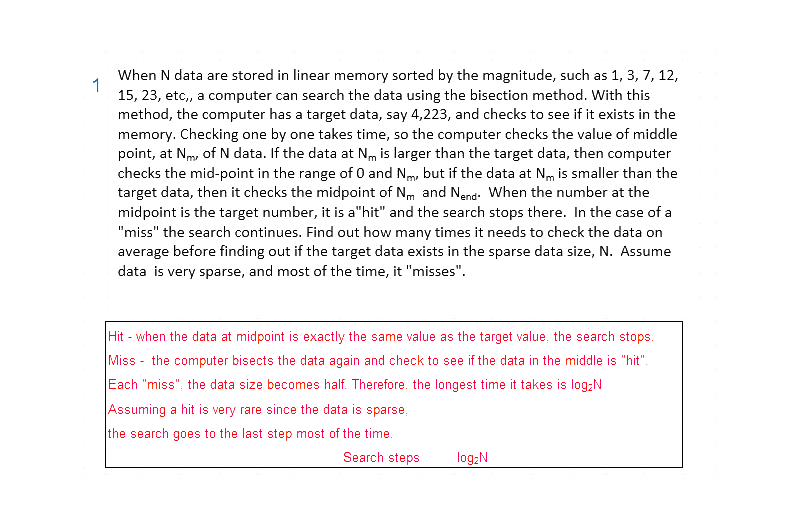 1
When N data are stored in linear memory sorted by the magnitude, such as 1, 3, 7, 12,
15, 23, etc,, a computer can search the data using the bisection method. With this
method, the computer has a target data, say 4,223, and checks to see if it exists in the
memory. Checking one by one takes time, so the computer checks the value of middle
point, at Nm, of N data. If the data at Nm is larger than the target data, then computer
checks the mid-point in the range of 0 and Nm, but if the data at Nm is smaller than the
target data, then it checks the midpoint of Nm and Nend. When the number at the
midpoint is the target number, it is a"hit" and the search stops there. In the case of a
"miss" the search continues. Find out how many times it needs to check the data on
average before finding out if the target data exists in the sparse data size, N. Assume
data is very sparse, and most of the time, it "misses".
Hit - when the data at midpoint is exactly the same value as the target value, the search stops.
Miss - the computer bisects the data again and check to see if the data in the middle is "hit".
Each "miss", the data size becomes half. Therefore, the longest time it takes is log₂N
Assuming a hit is very rare since the data is sparse,
the search goes to the last step most of the time.
Search steps log₂N